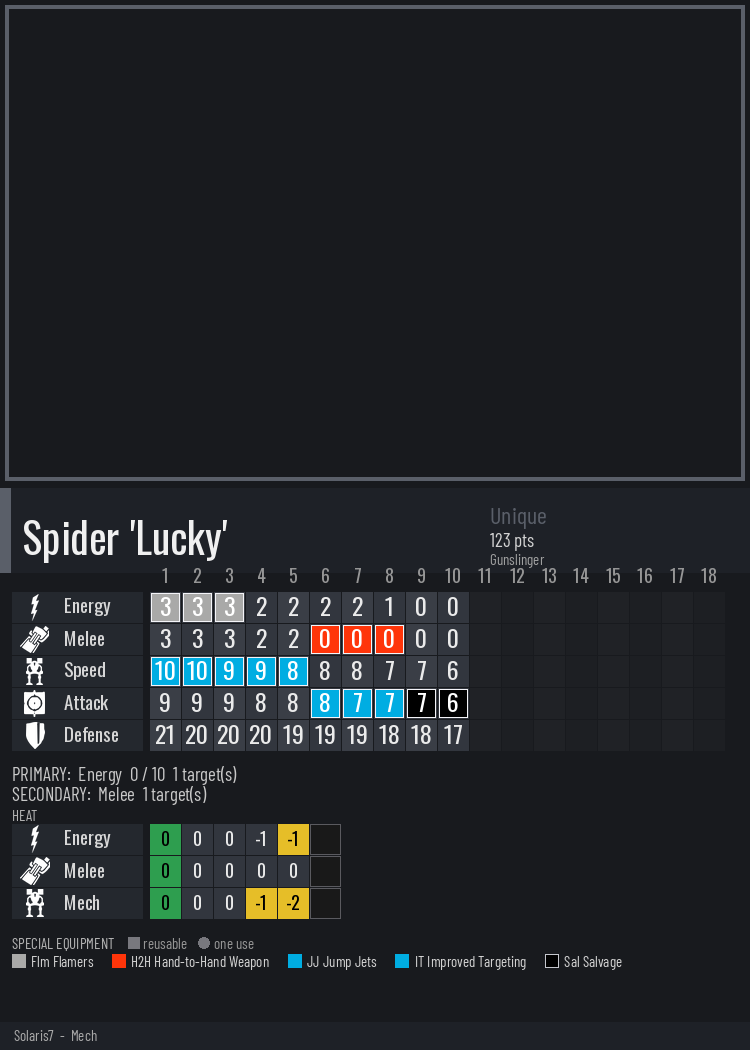 Spider 'Lucky'
Unique
123 pts
Gunslinger
1 2 3 4 5 6 7 8 9 10 11 12 13 14 15 16 17 18
Energy 3 3 3 2 2 2 2 1 0 0
Melee 3 3 3 2 2 0 0 0 0 0
Speed 10 10 9 9 8 8 8 7 7 6
Attack 9 9 9 8 8 8 7 7 7 6
Defense 21 20 20 20 19 19 19 18 18 17
PRIMARY: Energy 0 / 10 1 target(s)
SECONDARY: Melee 1 target(s)
HEAT
Energy 0 0 0 -1 -1
Melee 0 0 0 0 0
Mech 0 0 0 -1 -2
SPECIAL EQUIPMENT reusable one use
Flm Flamers H2H Hand-to-Hand Weapon JJ Jump Jets IT Improved Targeting Sal Salvage
Solaris7 - Mech